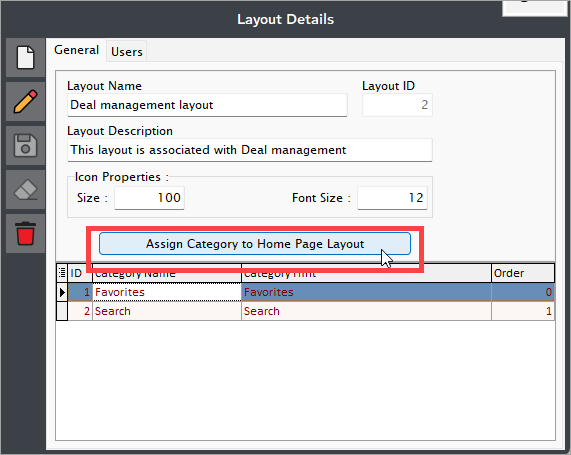 Layout Details
General Users
Layout Name Layout ID
Deal management layout 2
Layout Description
This layout is associated with Deal management
Icon Properties :
Size : 100 Font Size : 12
Assign Category to Home Page Layout
ID Category Name Category Hint Order
1 Favorites Favorites 0
2 Search Search 1